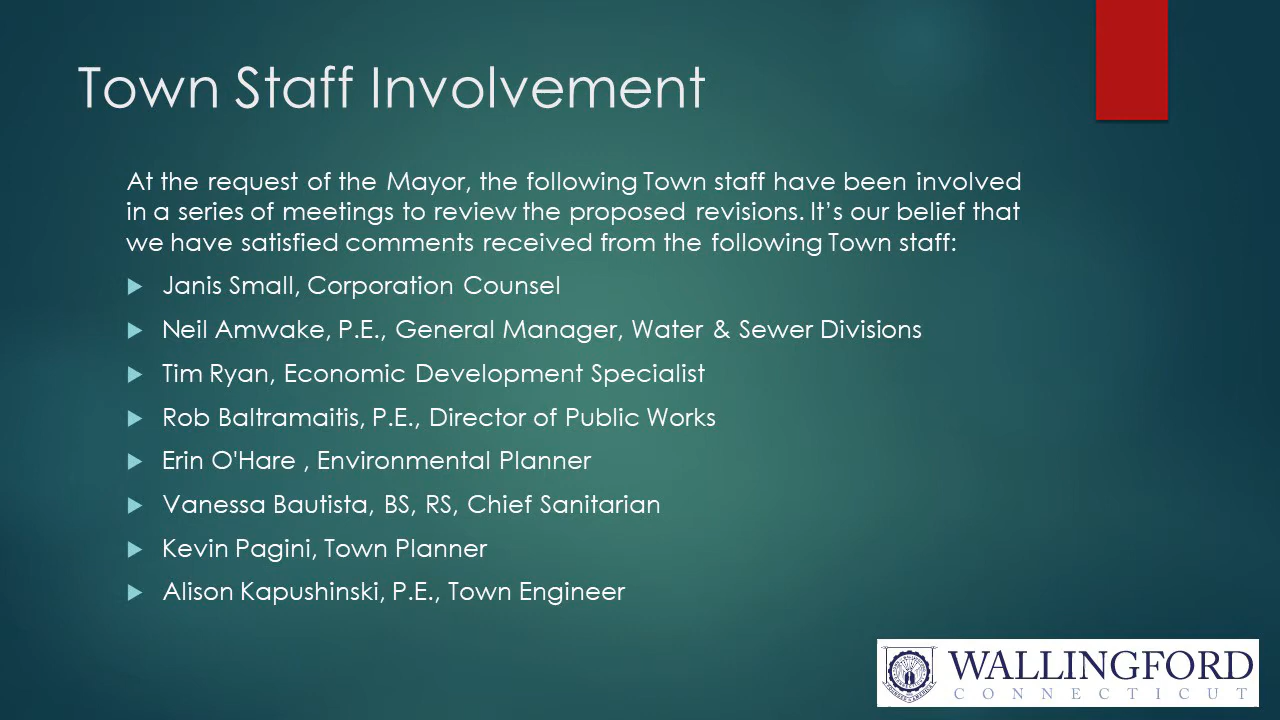 Town Staff Involvement
At the request of the Mayor, the following Town staff have been involved
in a series of meetings to review the proposed revisions. It’s our belief that
we have satisfied comments received from the following Town staff:
Janis Small, Corporation Counsel
Neil Amwake, P.E., General Manager, Water & Sewer Divisions
Tim Ryan, Economic Development Specialist
Rob Baltramaitis, P.E., Director of Public Works
Erin O'Hare , Environmental Planner
Vanessa Bautista, BS, RS, Chief Sanitarian
Kevin Pagini, Town Planner
Alison Kapushinski, P.E., Town Engineer
WALLINGFORD
CONNECTICUT